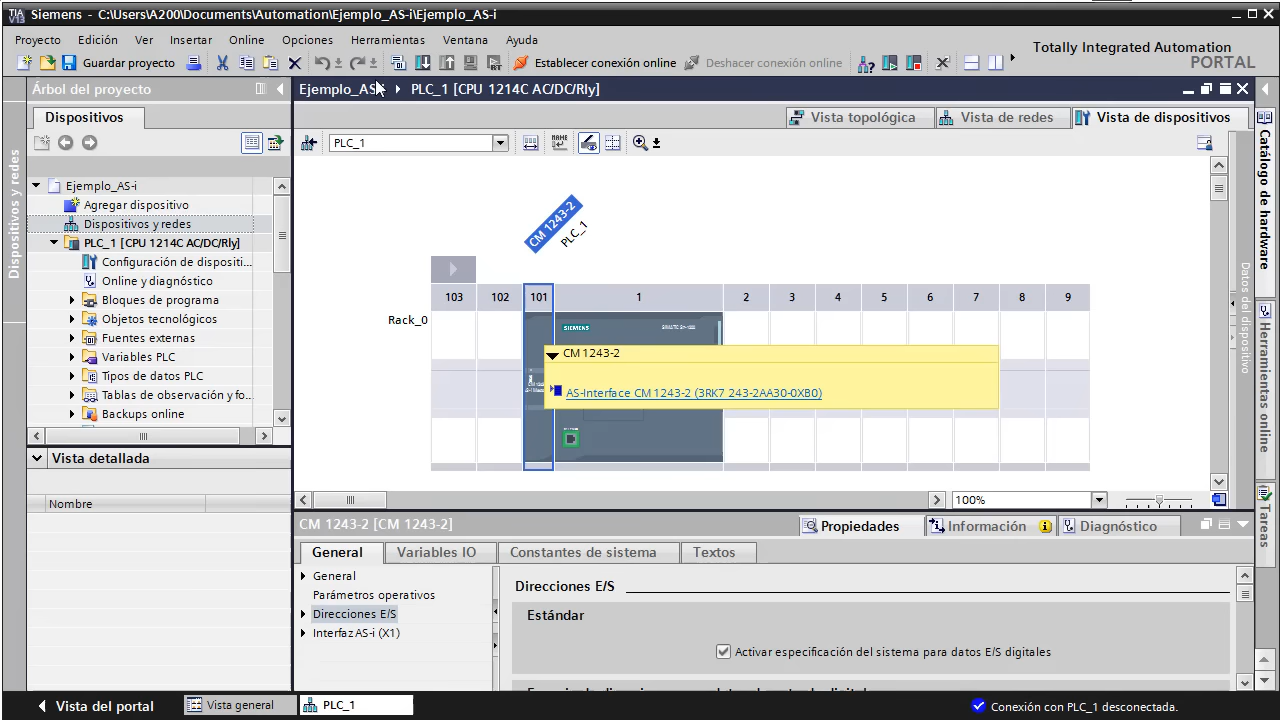 Siemens - C:\Users\A200\Documents\Automation\Ejemplo_AS-i\Ejemplo_AS-i
Proyecto Edición Ver Insertar Online Opciones Herramientas Ventana Ayuda
Totally Integrated Automation
PORTAL
Guardar proyecto
Establecer conexión online
Deshacer conexión online
Árbol del proyecto
Dispositivos
Dispositivos y redes
Ejemplo_AS-i
Agregar dispositivo
Dispositivos y redes
PLC_1 [CPU 1214C AC/DC/Rly]
Configuración de dispositi...
Online y diagnóstico
Bloques de programa
Objetos tecnológicos
Fuentes externas
Variables PLC
Tipos de datos PLC
Tablas de observación y fo...
Backups online
Vista detallada
Nombre
Ejemplo_AS-i PLC_1 [CPU 1214C AC/DC/Rly]
Vista topológica Vista de redes Vista de dispositivos
PLC_1
CM 1243-2
PLC_1
103 102 101 1 2 3 4 5 6 7 8 9
Rack_0
SIEMENS
CM 1243-2
AS-Interface CM 1243-2 (3RK7 243-2AA30-0XB0)
100%
CM 1243-2 [CM 1243-2]
Propiedades Información Diagnóstico
General Variables IO Constantes de sistema Textos
General
Parámetros operativos
Direcciones E/S
Interfaz AS-i (X1)
Direcciones E/S
Estándar
Activar especificación del sistema para datos E/S digitales
Datos del dispositivo
Catálogo de hardware
Herramientas online
Tareas
Vista del portal
Vista general
PLC_1
Conexión con PLC_1 desconectada.